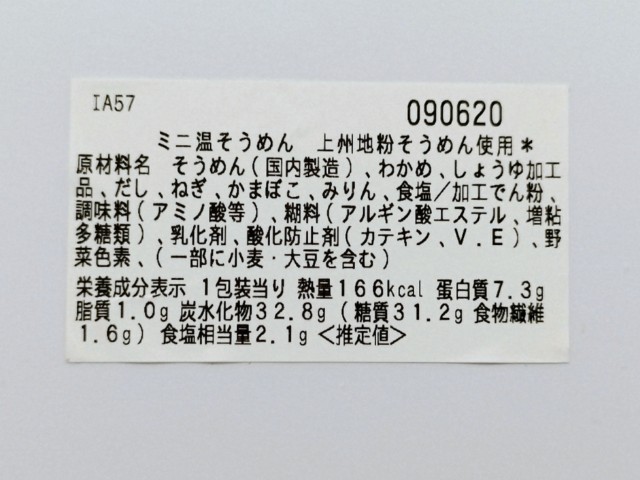 IA57 090620
ミニ温そうめん 上州地粉そうめん使用*
原材料名 そうめん(国内製造)、わかめ、しょうゆ加工
品、だし、ねぎ、かまぼこ、みりん、食塩/加工でん粉、
調味料(アミノ酸等)、糊料(アルギン酸エステル、増粘
多糖類)、乳化剤、酸化防止剤(カテキン、V.E)、野
菜色素、(一部に小麦・大豆を含む)
栄養成分表示 1包装当り 熱量166kcal 蛋白質7.3g
脂質1.0g 炭水化物32.8g (糖質31.2g 食物繊維
1.6g) 食塩相当量2.1g <推定値>